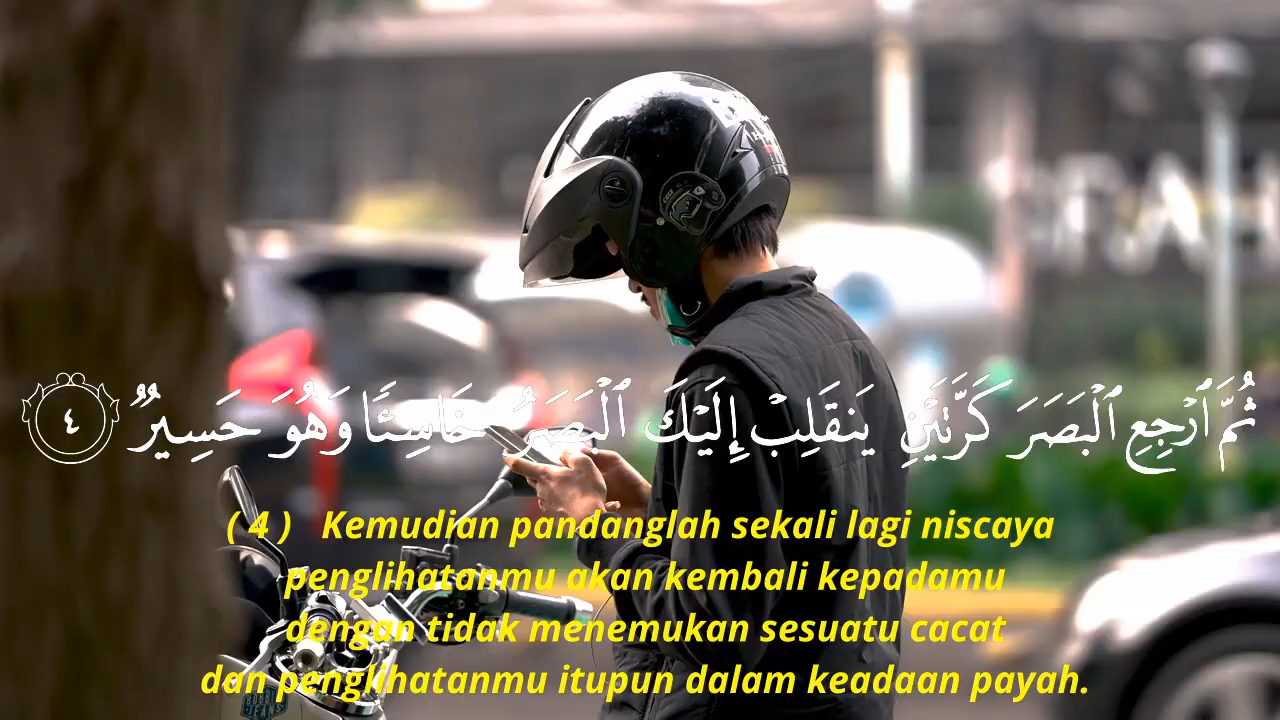 ثُمَّ ٱرْجِعِ ٱلْبَصَرَ كَرَّتَيْنِ يَنقَلِبْ إِلَيْكَ ٱلْبَصَرُ خَاسِئًا وَهُوَ حَسِيرٌ ٤
( 4 ) Kemudian pandanglah sekali lagi niscaya
penglihatanmu akan kembali kepadamu
dengan tidak menemukan sesuatu cacat
dan penglihatanmu itupun dalam keadaan payah.